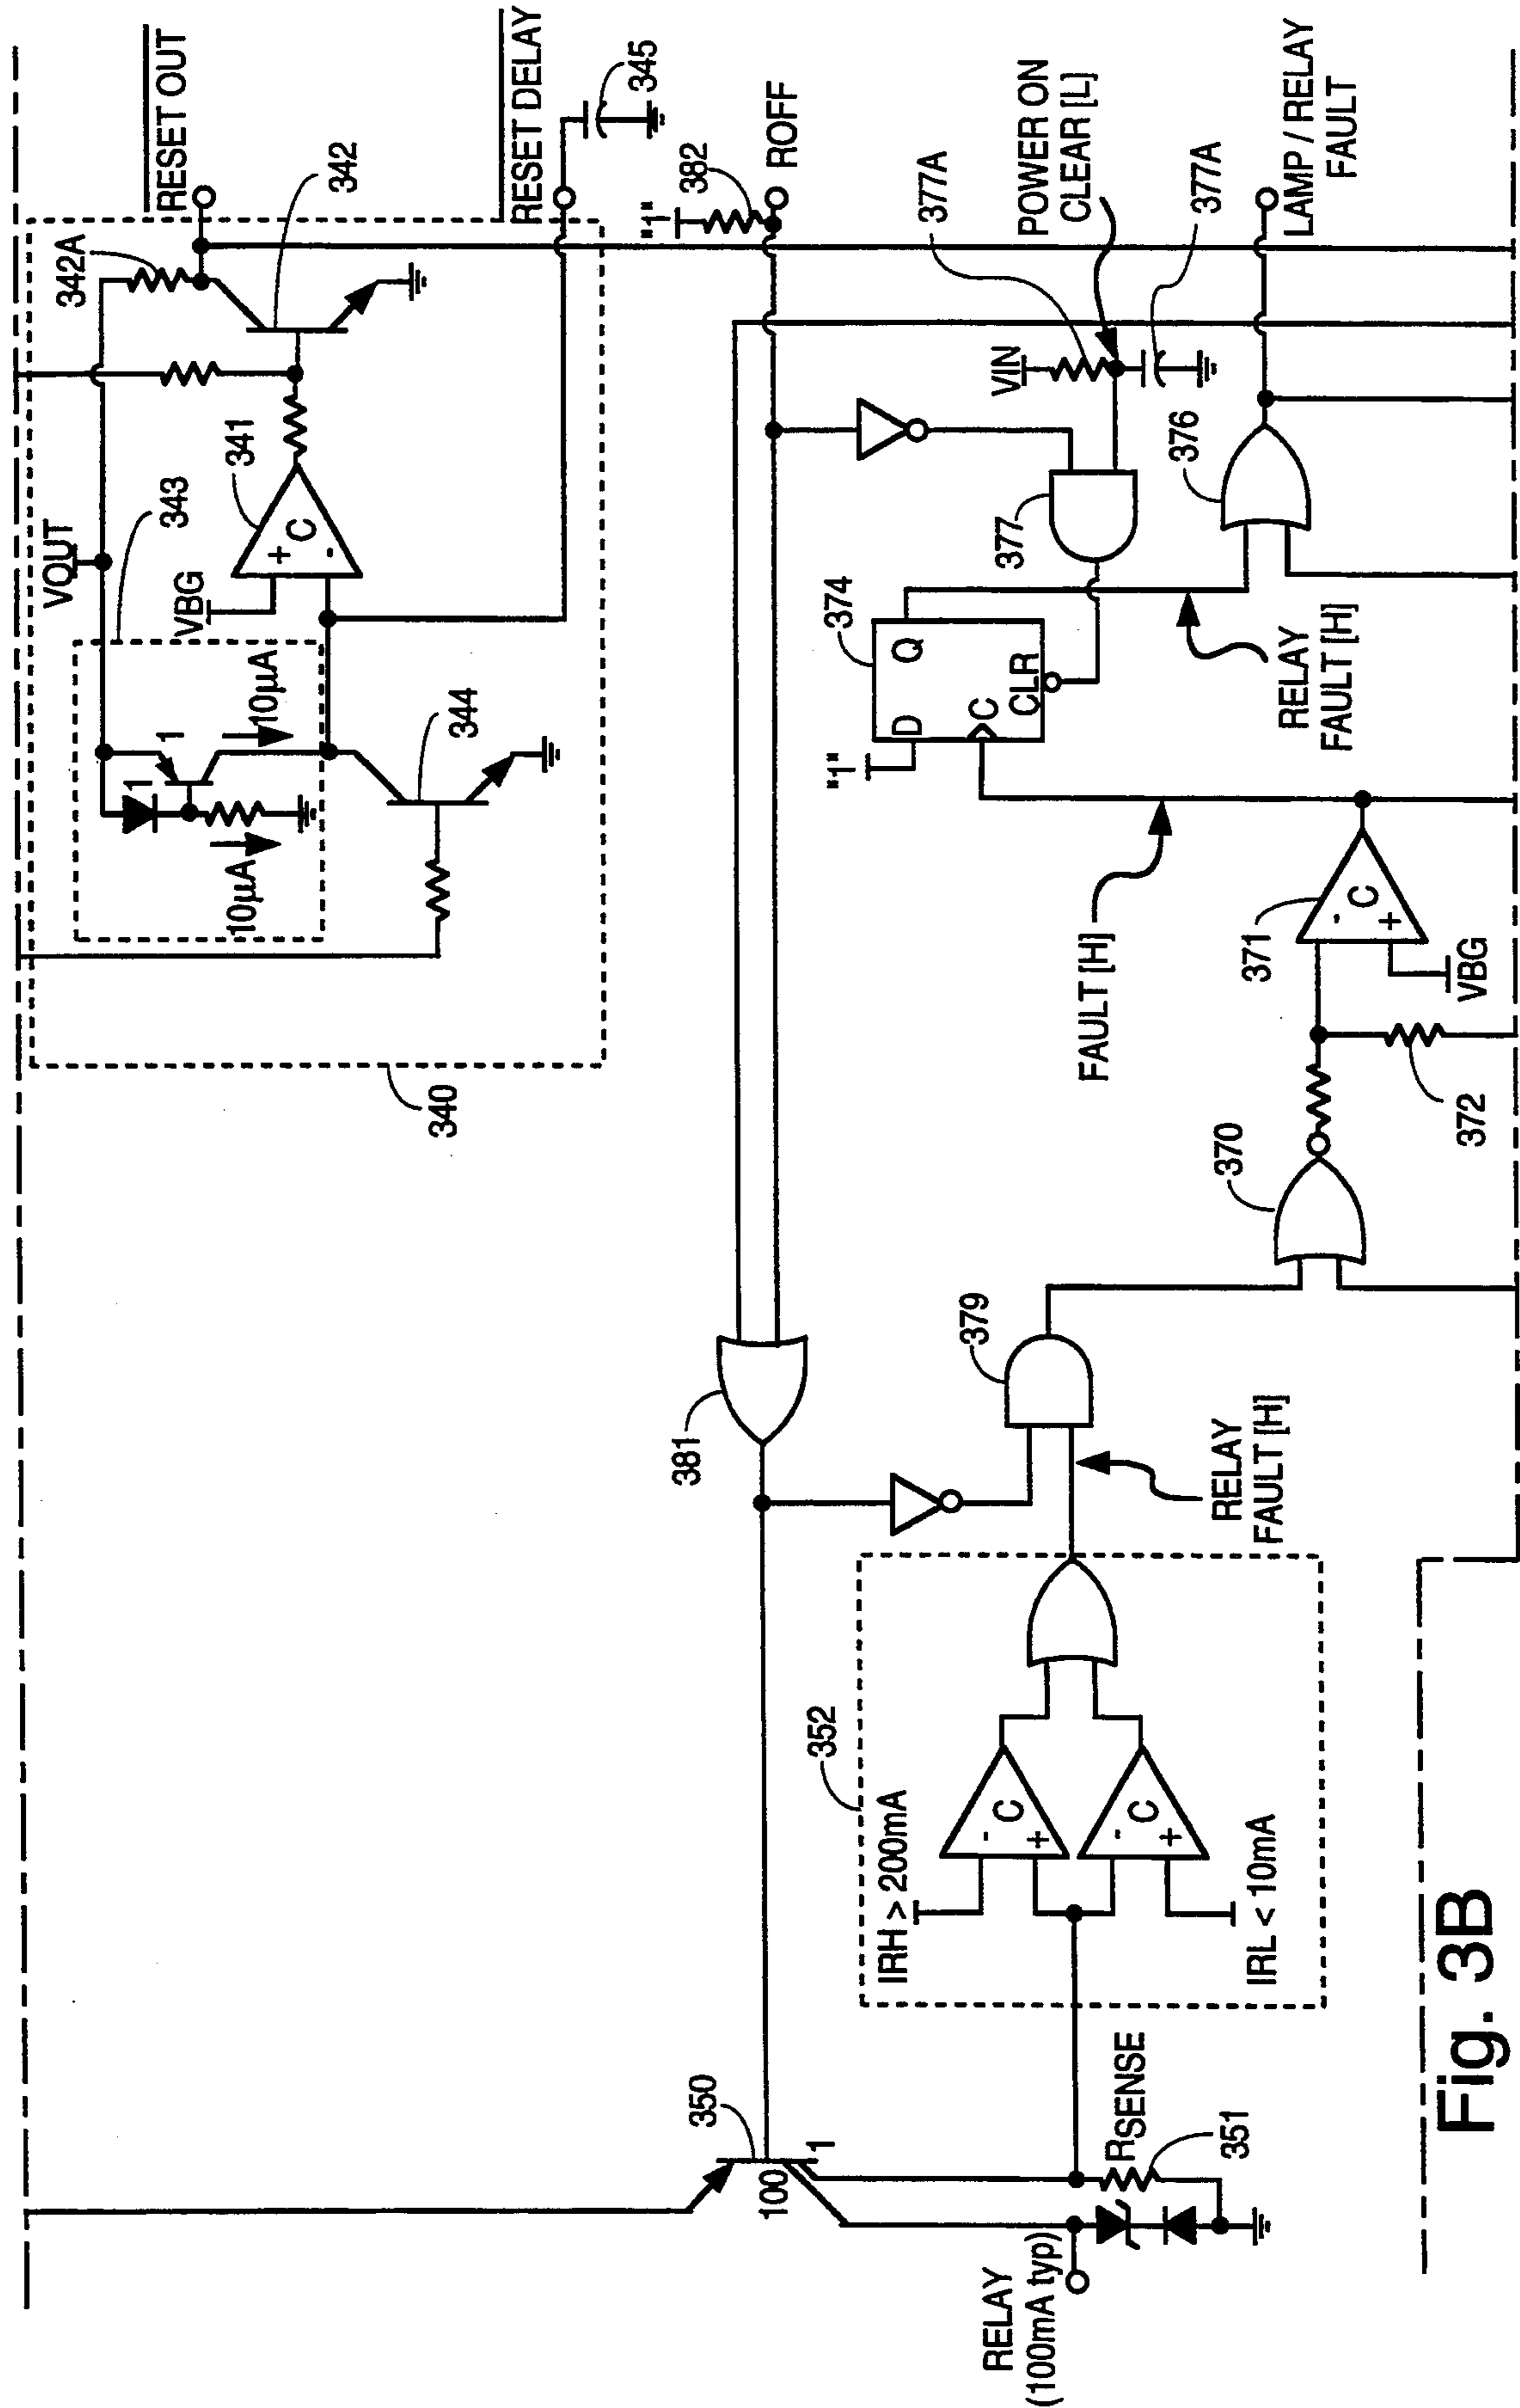 RESET OUT
RESET DELAY
345
342A
342
VOUT
343
341
VBG
+
C
-
1
1
10µA
10µA
344
340
"1"
382
ROFF
377A
POWER ON
CLEAR [L]
VIN
377A
377
376
LAMP / RELAY
FAULT
374
D
Q
C
CLR
"1"
RELAY
FAULT [H]
FAULT [H]
371
-
C
+
VBG
372
370
381
379
RELAY
FAULT [H]
352
IRH > 200mA
-
C
+
-
C
+
IRL < 10mA
350
100
1
RSENSE
351
RELAY
(100mA typ)
Fig. 3B